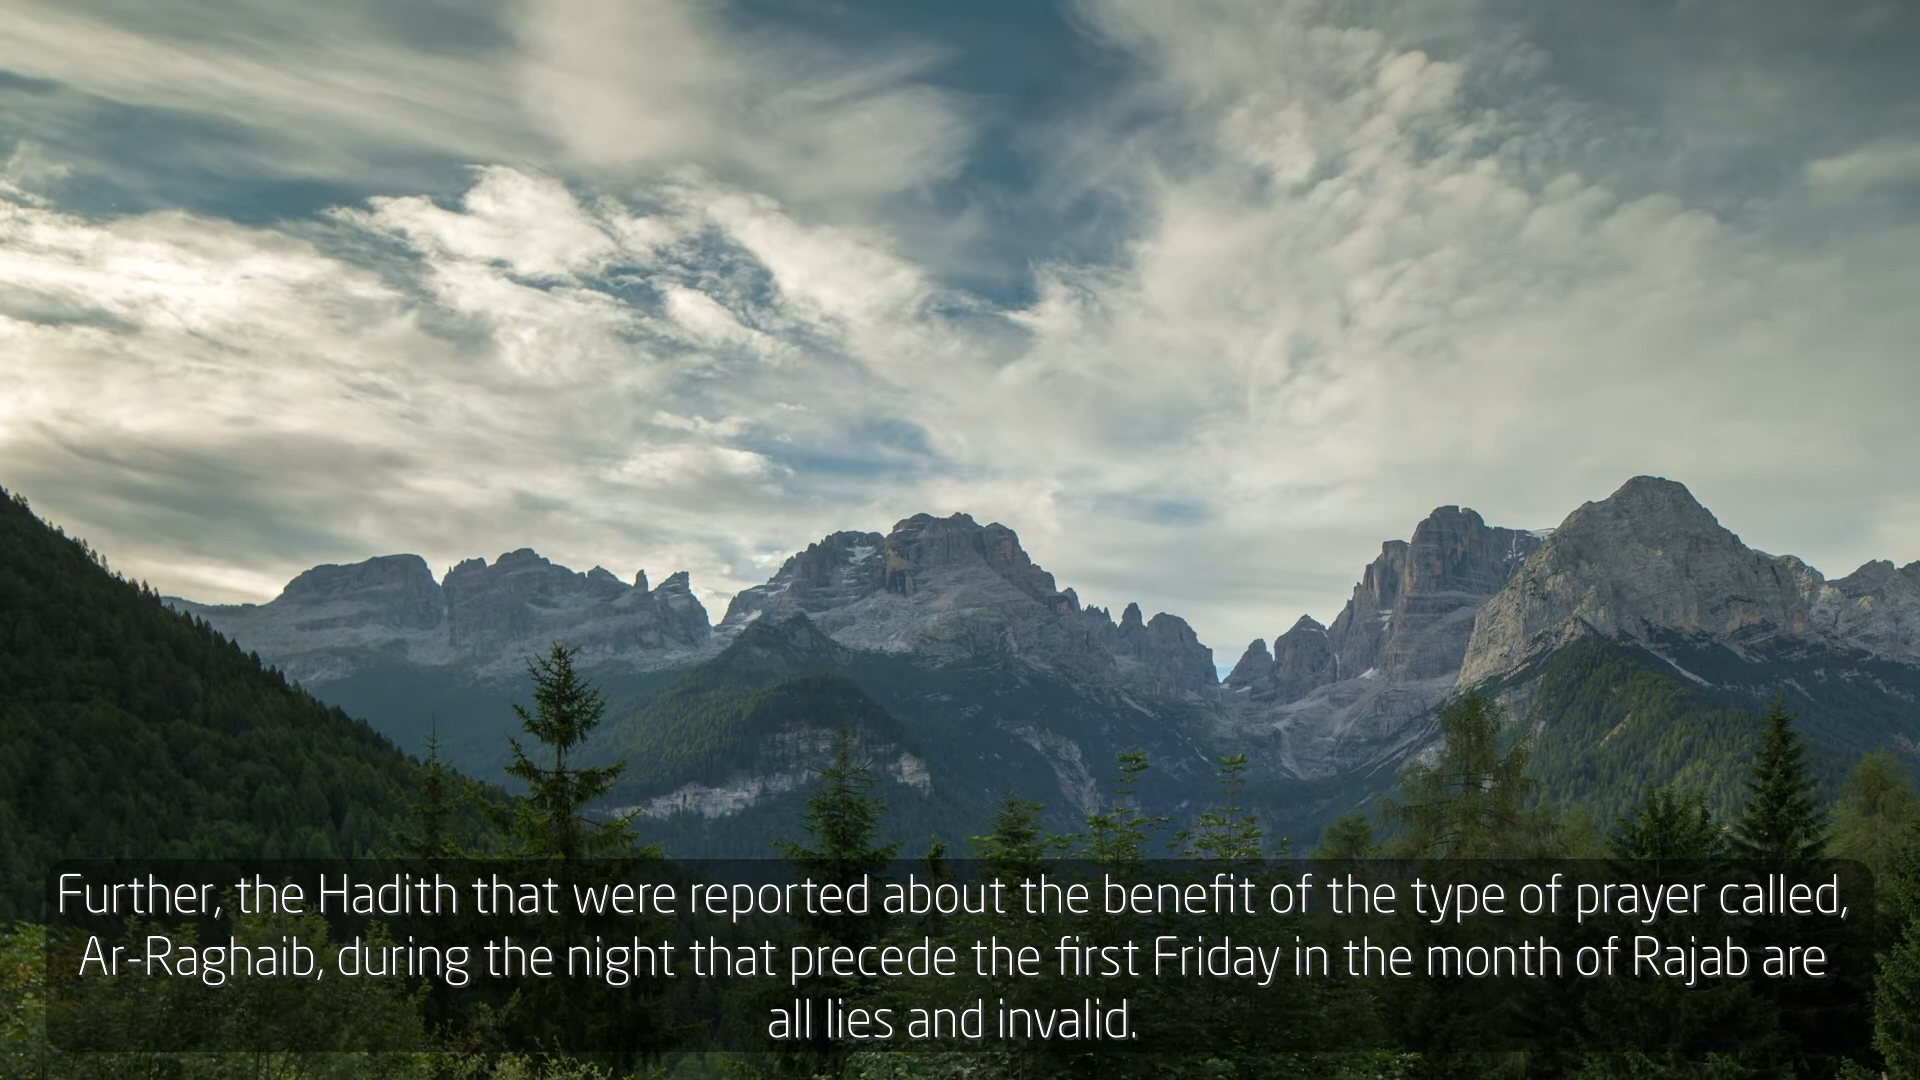 Further, the Hadith that were reported about the benefit of the type of prayer called,
Ar-Raghaib, during the night that precede the first Friday in the month of Rajab are
all lies and invalid.